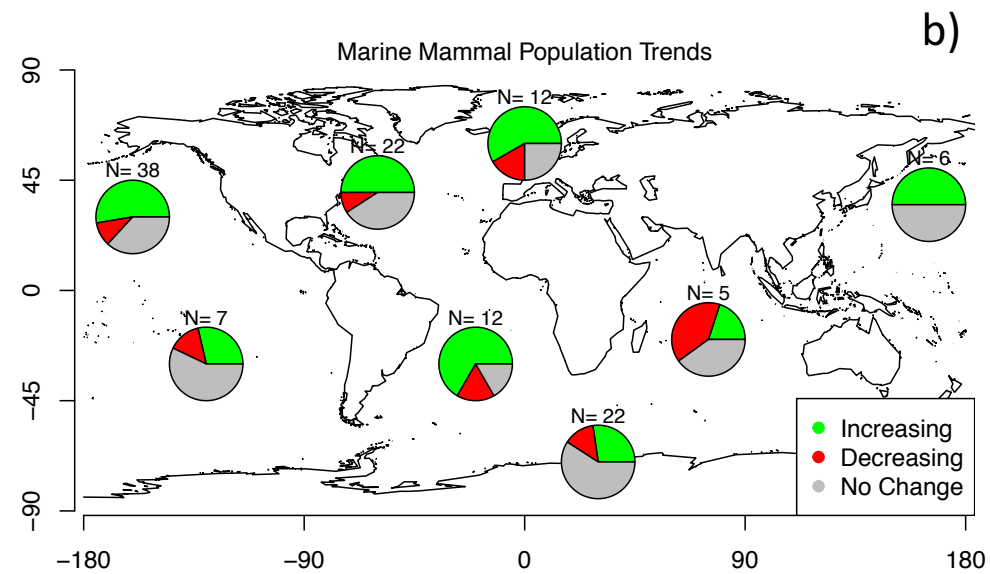 b)
Marine Mammal Population Trends
90
45
0
−45
−90
N= 12
N= 22
N= 6
N= 38
N= 5
N= 7
N= 12
N= 22
Increasing
Decreasing
No Change
−180
−90
0
90
180